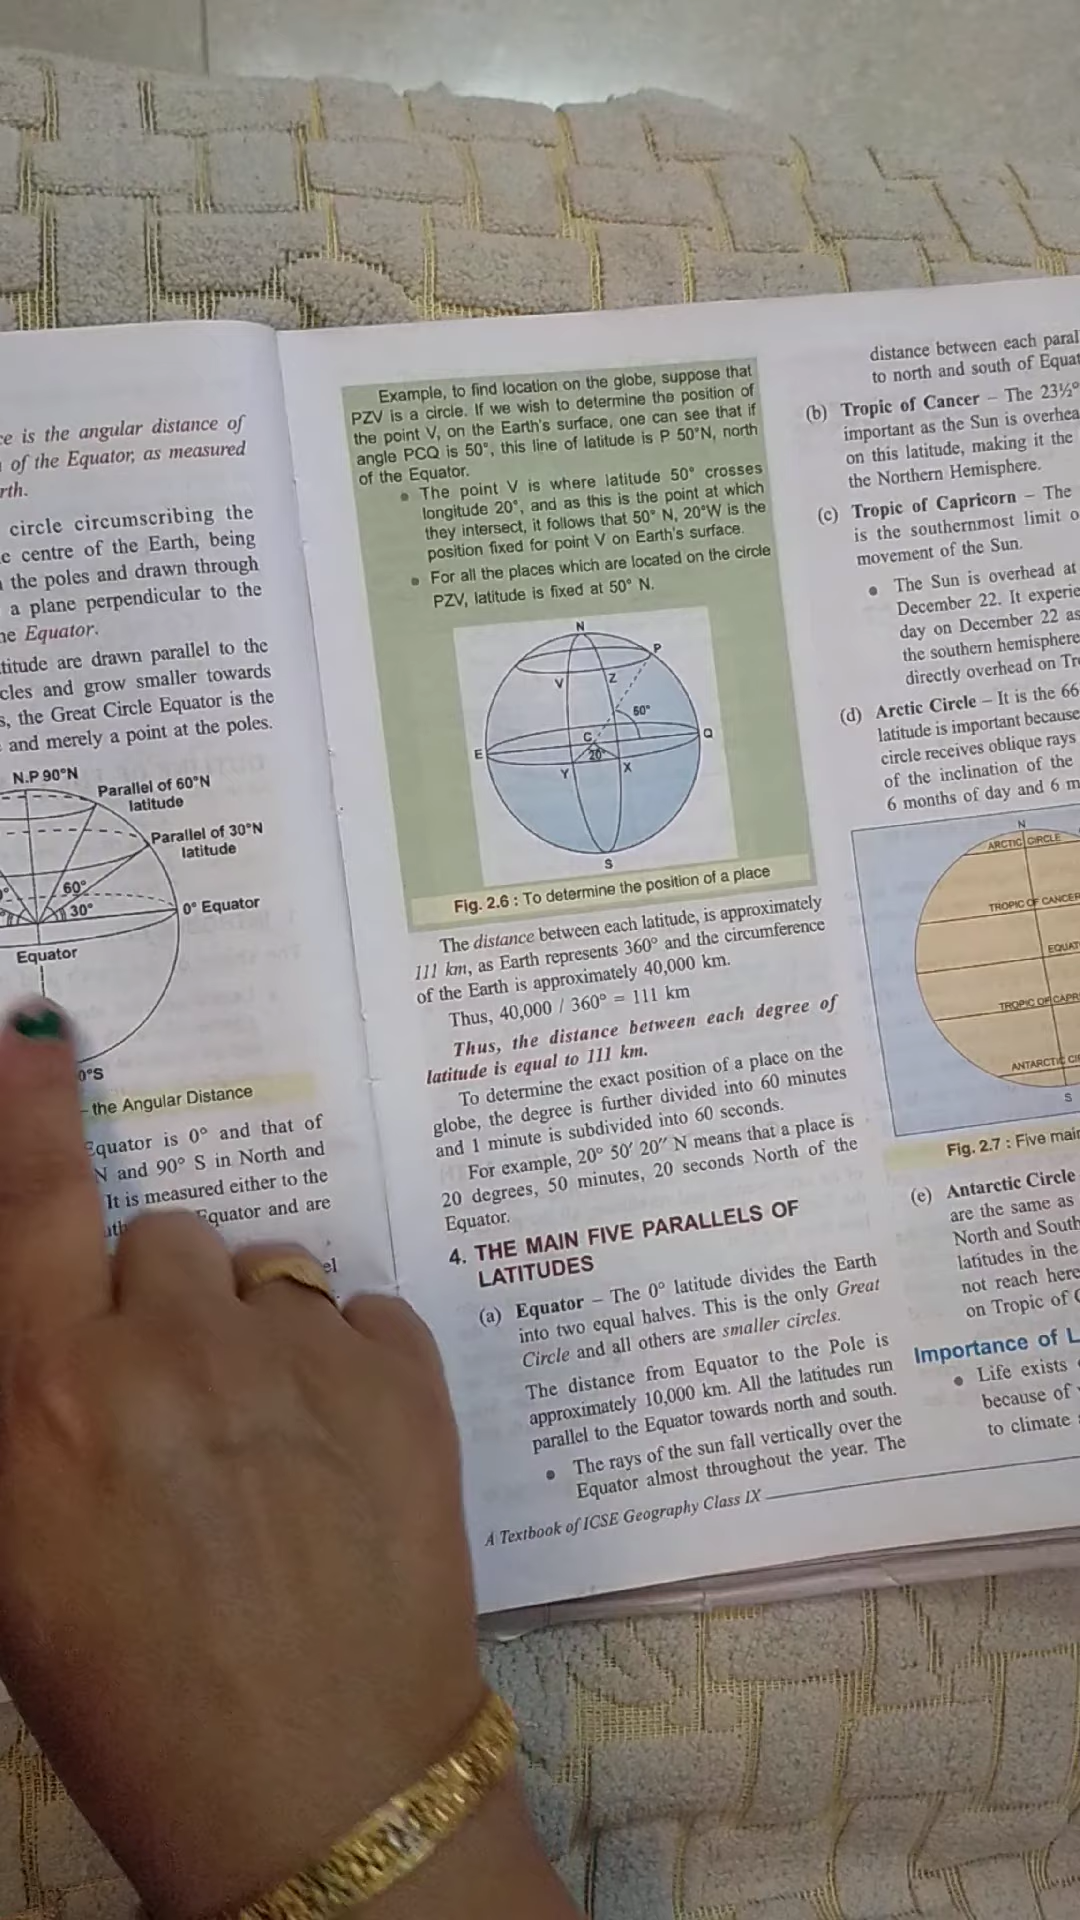 is the angular distance of
of the Equator, as measured
circle circumscribing the
centre of the Earth, being
the poles and drawn through
a plane perpendicular to the
Equator.
are drawn parallel to the
and grow smaller towards
the Great Circle Equator is the
and merely a point at the poles.
N.P 90°N
Parallel of 60°N
latitude
Parallel of 30°N
latitude
60°
30°
0° Equator
Equator
0°S
– the Angular Distance
Equator is 0° and that of
N and 90° S in North and
It is measured either to the
Equator and are
Example, to find location on the globe, suppose that
PZV is a circle. If we wish to determine the position of
the point V, on the Earth's surface, one can see that if
angle PCQ is 50°, this line of latitude is P 50°N, north
of the Equator.
• The point V is where latitude 50° crosses
longitude 20°, and as this is the point at which
they intersect, it follows that 50° N, 20°W is the
position fixed for point V on Earth's surface.
• For all the places which are located on the circle
PZV, latitude is fixed at 50° N.
N
P
V
Z
50°
E
C
Q
20°
Y
X
S
Fig. 2.6 : To determine the position of a place
The distance between each latitude, is approximately
111 km, as Earth represents 360° and the circumference
of the Earth is approximately 40,000 km.
Thus, 40,000 / 360° = 111 km
Thus, the distance between each degree of
latitude is equal to 111 km.
To determine the exact position of a place on the
globe, the degree is further divided into 60 minutes
and 1 minute is subdivided into 60 seconds.
For example, 20° 50′ 20″ N means that a place is
20 degrees, 50 minutes, 20 seconds North of the
Equator.
4. THE MAIN FIVE PARALLELS OF
LATITUDES
(a) Equator – The 0° latitude divides the Earth
into two equal halves. This is the only Great
Circle and all others are smaller circles.
The distance from Equator to the Pole is
approximately 10,000 km. All the latitudes run
parallel to the Equator towards north and south.
• The rays of the sun fall vertically over the
Equator almost throughout the year. The
A Textbook of ICSE Geography Class IX
distance between each
to north and south of
(b) Tropic of Cancer – The 23½°
important as the Sun is
on this latitude, making it the
the Northern Hemisphere.
(c) Tropic of Capricorn – The
is the southernmost limit
movement of the Sun.
• The Sun is overhead at
December 22. It
day on December 22 as
the southern hemisphere
directly overhead on
(d) Arctic Circle – It is the 66
latitude is important because
circle receives oblique rays
of the inclination of the
6 months of day and 6
N
ARCTIC CIRCLE
TROPIC OF CANCER
TROPIC OF
ANTARCTIC
S
Fig. 2.7 : Five
(e) Antarctic Circle
are the same as
North and South
latitudes in the
not reach here
on Tropic of
Importance of
• Life exists
because of
to climate